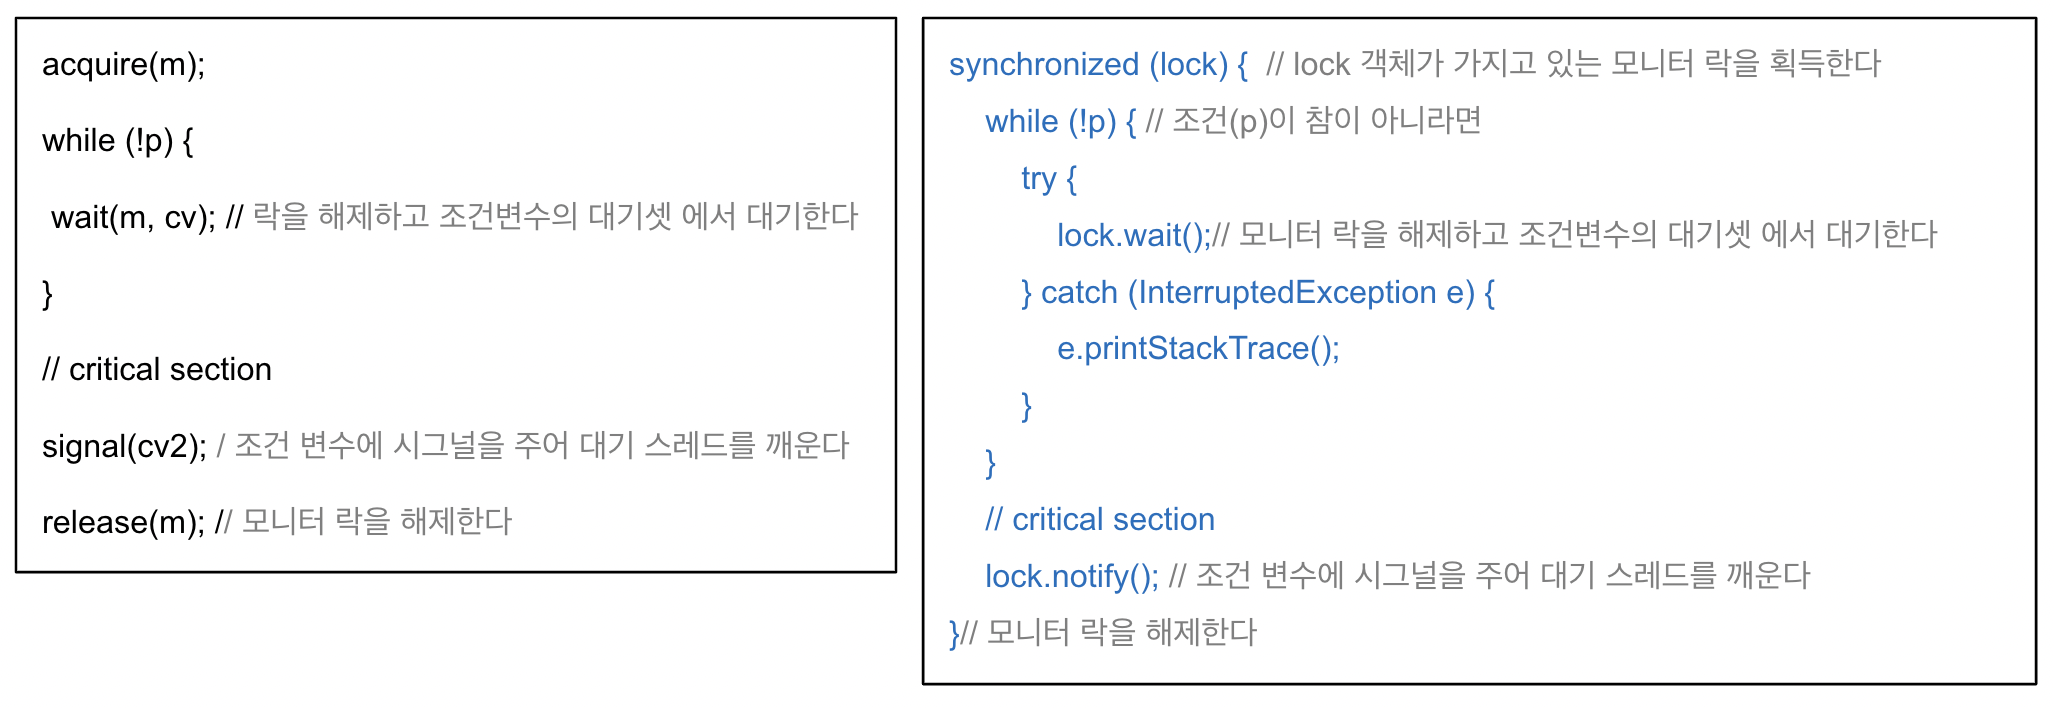 acquire(m);
while (!p) {
wait(m, cv); // 락을 해제하고 조건변수의 대기셋 에서 대기한다
}
// critical section
signal(cv2); / 조건 변수에 시그널을 주어 대기 스레드를 깨운다
release(m); // 모니터 락을 해제한다
synchronized (lock) { // lock 객체가 가지고 있는 모니터 락을 획득한다
while (!p) { // 조건(p)이 참이 아니라면
try {
lock.wait();// 모니터 락을 해제하고 조건변수의 대기셋 에서 대기한다
} catch (InterruptedException e) {
e.printStackTrace();
}
}
// critical section
lock.notify(); // 조건 변수에 시그널을 주어 대기 스레드를 깨운다
}// 모니터 락을 해제한다